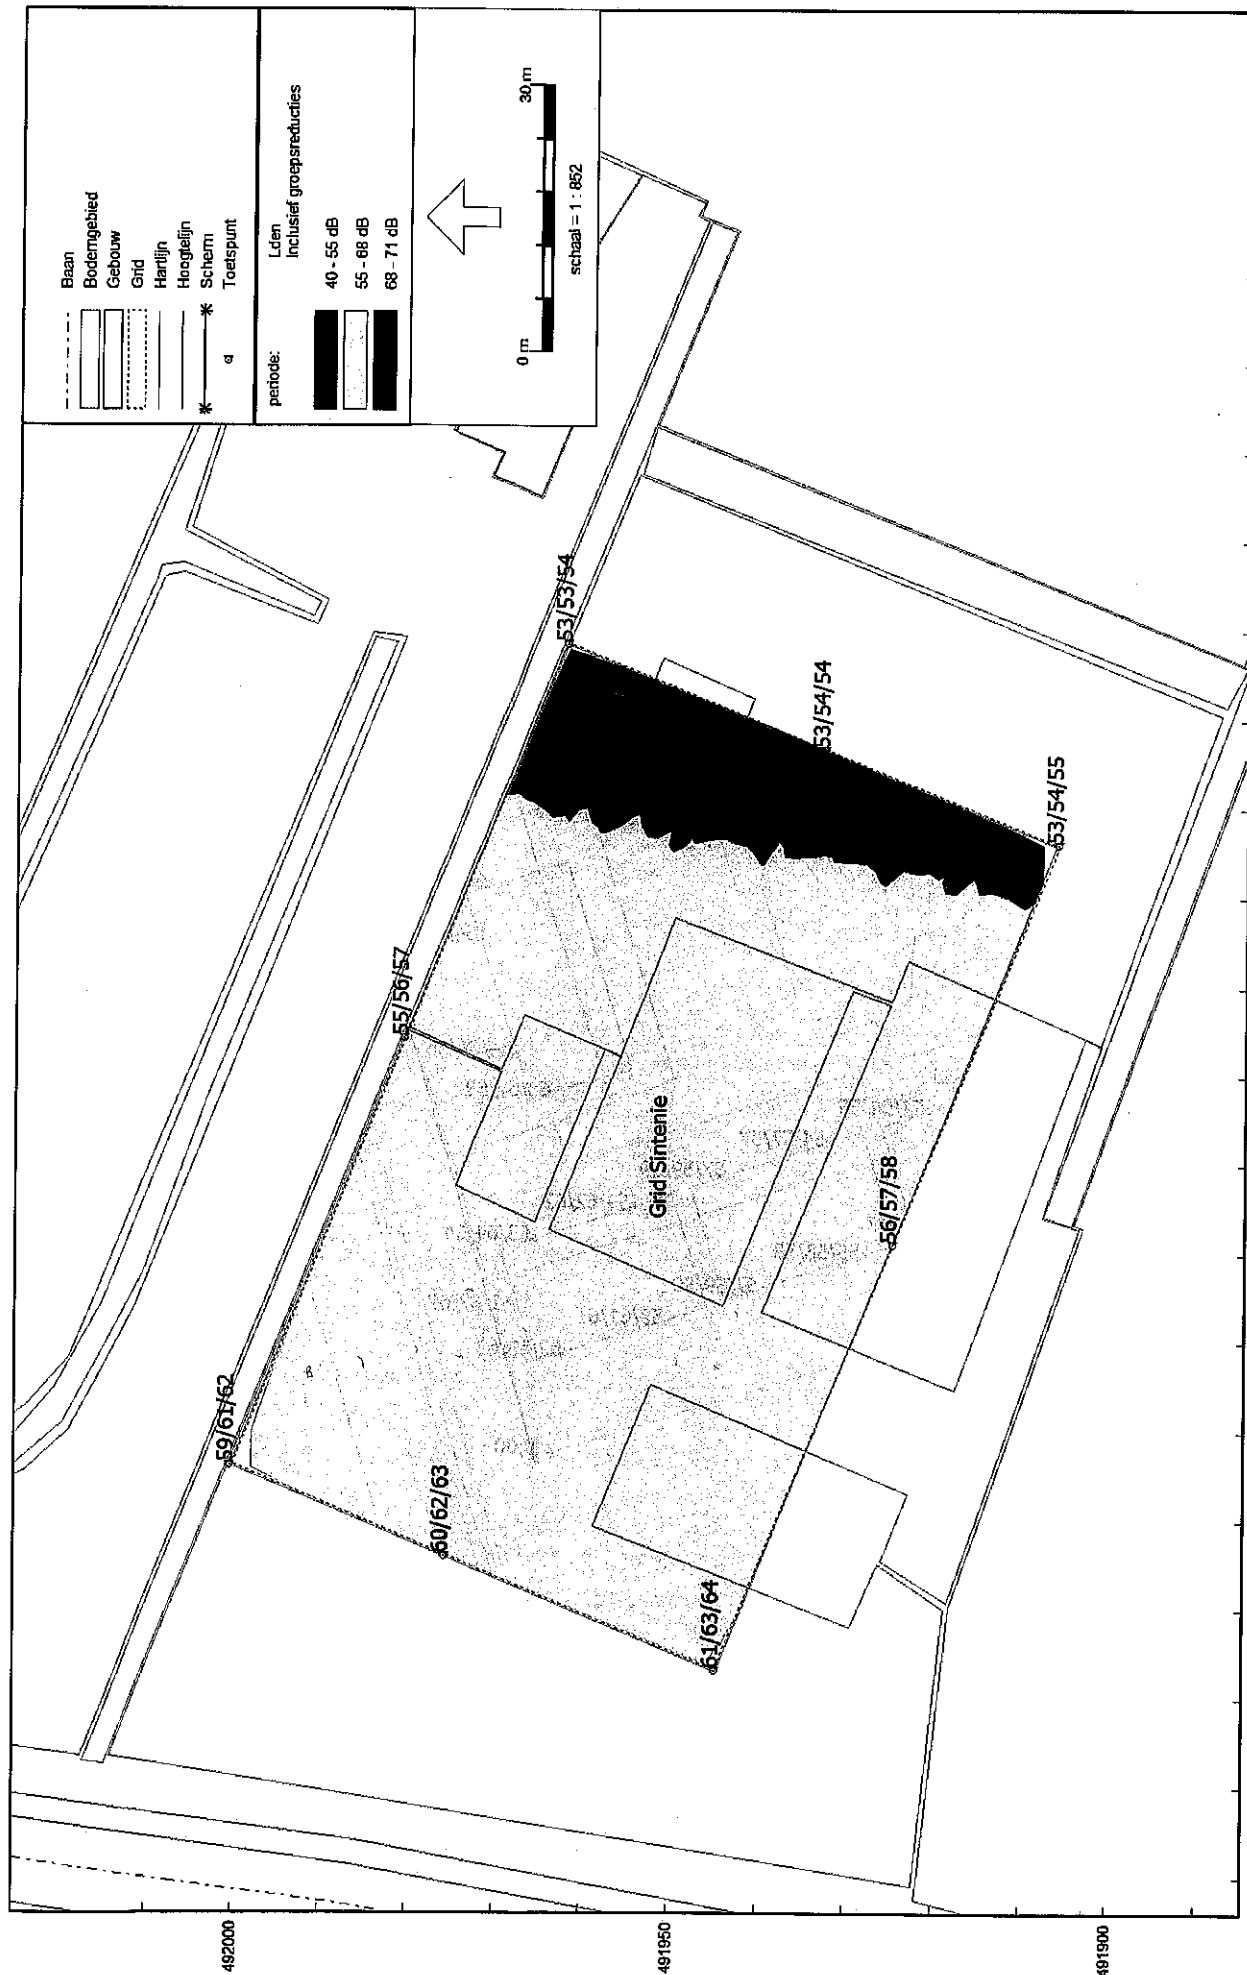 Baan
Bodemgebied
Gebouw
Grid
Hartlijn
Hoogtelijn
Scherm
Toetspunt
periode: Lden
Inclusief groepsreducties
40 - 55 dB
55 - 68 dB
68 - 71 dB
0 m 30 m
schaal = 1 : 852
53/53/54
53/54/54
53/54/55
55/56/57
56/57/58
Grid Sintenie
59/61/62
60/62/63
61/63/64
492000
491950
491900